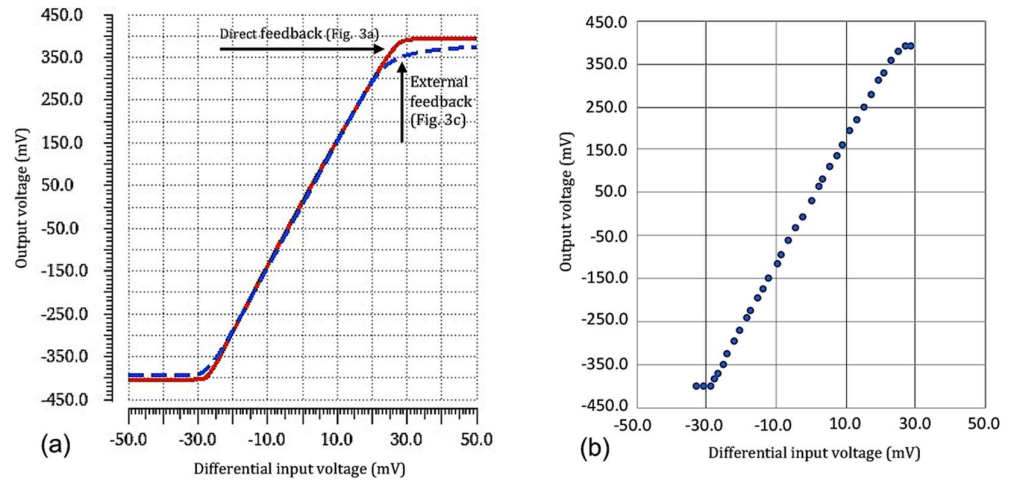 450.0
350.0
250.0
150.0
50.0
-50.0
-150.0
-250.0
-350.0
-450.0
Output voltage (mV)
Direct feedback (Fig. 3a)
External
feedback
(Fig. 3c)
-50.0 -30.0 -10.0 10.0 30.0 50.0
(a)
Differential input voltage (mV)
450.0
350.0
250.0
150.0
50.0
-50.0
-150.0
-250.0
-350.0
-450.0
Output voltage (mV)
-50.0 -30.0 -10.0 10.0 30.0 50.0
(b)
Differential input voltage (mV)